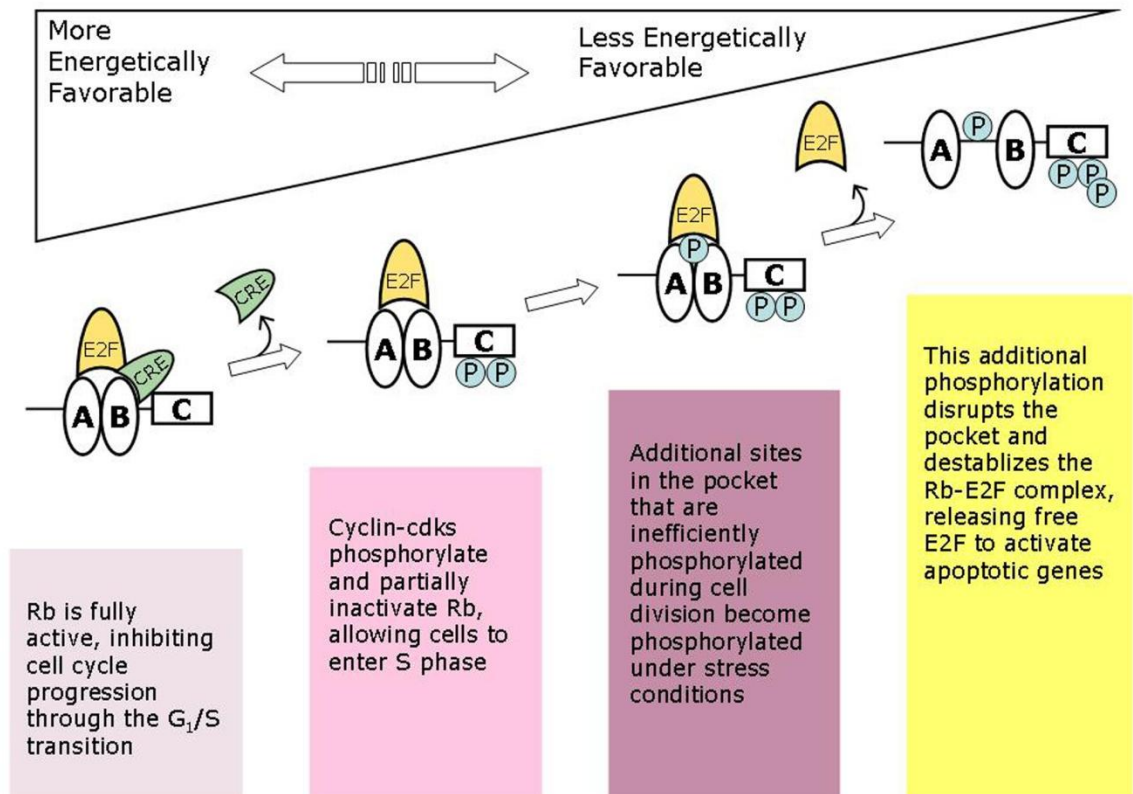 More
Energetically
Favorable
Less Energetically
Favorable
E2F
CRE
A B C
CRE
E2F
A B C
P P
E2F
P
A B C
P P
E2F
A P B C
P P
P
Rb is fully
active, inhibiting
cell cycle
progression
through the G₁/S
transition
Cyclin-cdks
phosphorylate
and partially
inactivate Rb,
allowing cells to
enter S phase
Additional sites
in the pocket
that are
inefficiently
phosphorylated
during cell
division become
phosphorylated
under stress
conditions
This additional
phosphorylation
disrupts the
pocket and
destablizes the
Rb-E2F complex,
releasing free
E2F to activate
apoptotic genes